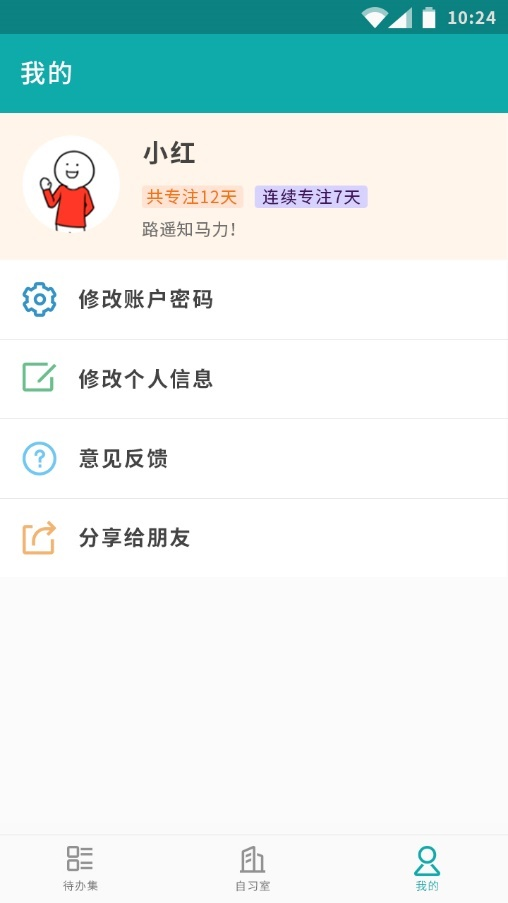 10:24
我的
小红
共专注12天 连续专注7天
路遥知马力!
修改账户密码
修改个人信息
意见反馈
分享给朋友
待办集 自习室 我的